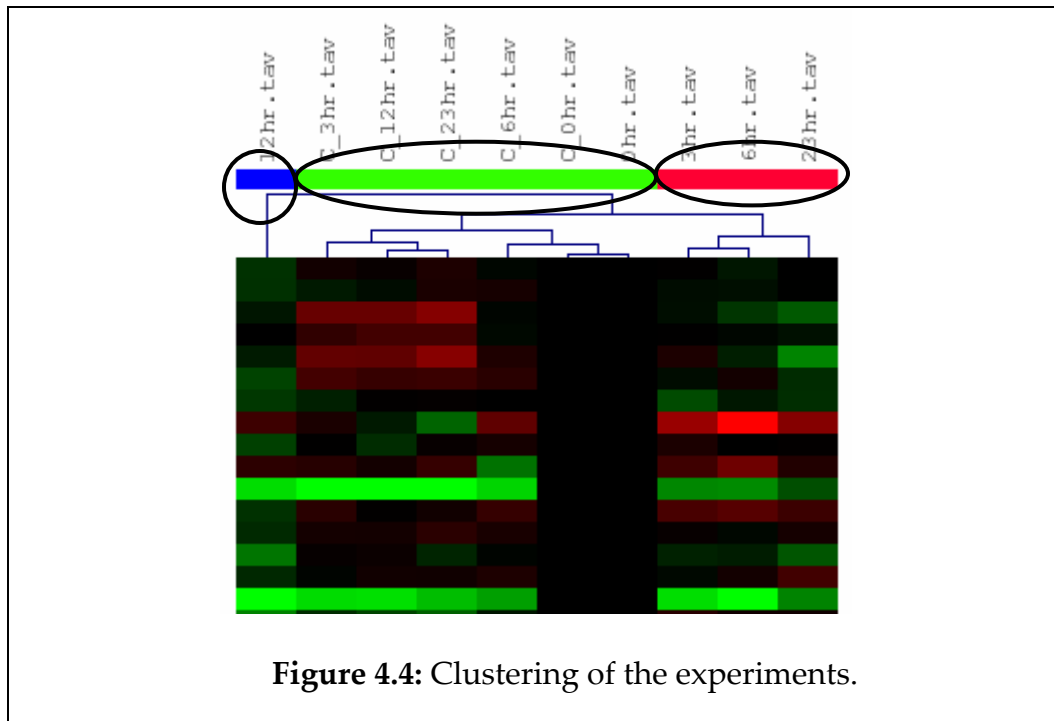 12hr.tav
C_3hr.tav
C_12hr.tav
C_23hr.tav
C_6hr.tav
C_0hr.tav
0hr.tav
3hr.tav
6hr.tav
23hr.tav
Figure 4.4: Clustering of the experiments.